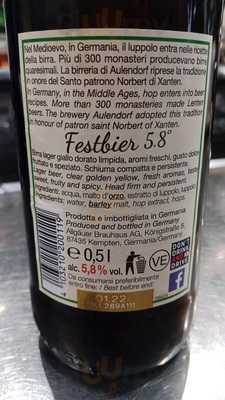 Nel Medioevo, in Germania, il luppolo entra nelle ricette
della birra. Più di 300 monasteri producevano birre
quaresimali. La birreria di Aulendorf riprese la tradizione
in onore del Santo patrono Norbert di Xanten.
Germany, in the Middle Ages, hop enters into beer
recipes. More than 300 monasteries made Lenten
beers. The brewery Aulendorf adopted this tradition
in honour of patron saint Norbert of Xanten.
Festbier 5.8°
Birra lager giallo dorato limpida, aromi freschi, gusto
fruttato e speziato. Schiuma compatta e persistente.
Lager beer, clear golden yellow, fresh aromas,
sweet, fruity and spicy. Head firm and persistent.
Ingredienti: acqua, malto d'orzo, estratto di luppolo, luppolo.
water, barley malt, hop extract, hops.
Prodotta e imbottigliata in Germania
Produced and bottled in Germany
Allgäuer Brauhaus AG, Königstraße
87435 Kempten, Germania/Germany
e 0,5 l
alc. 5,8% vol.
VE
DON'T
DRINK
Da consumarsi preferibilmente
entro fine: / Best before end:
01.22